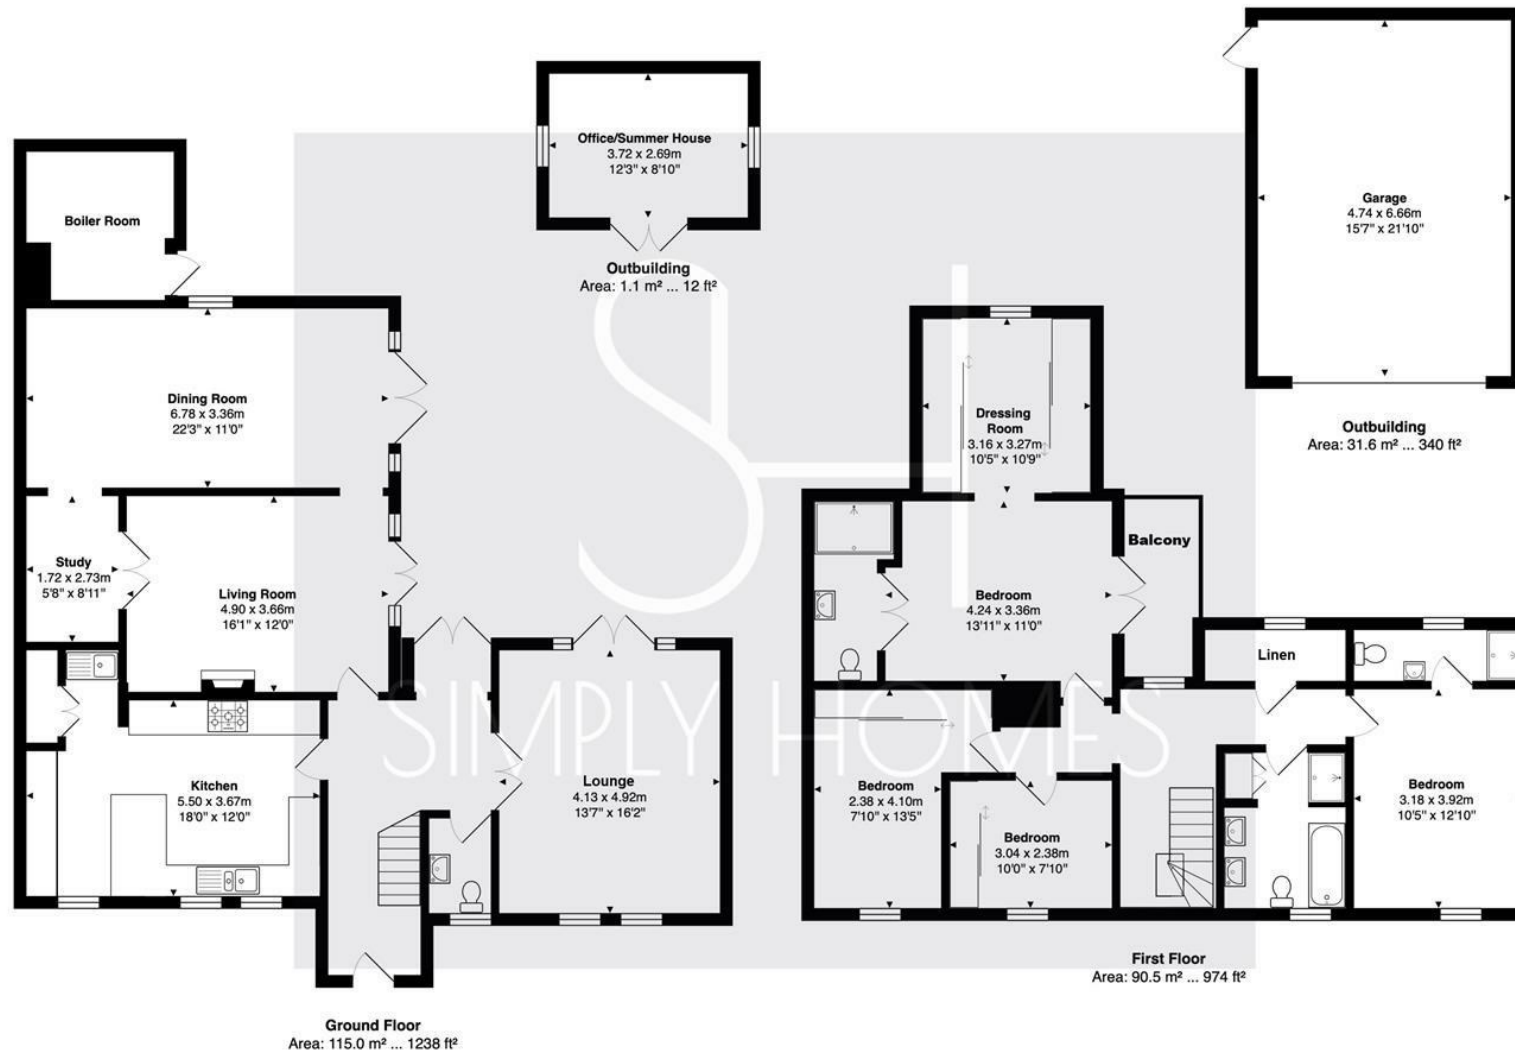 Office/Summer House
3.72 x 2.69m
12'3" x 8'10"
Outbuilding
Area: 1.1 m² ... 12 ft²
Garage
4.74 x 6.66m
15'7" x 21'10"
Outbuilding
Area: 31.6 m² ... 340 ft²
Boiler Room
Dining Room
6.78 x 3.36m
22'3" x 11'0"
Study
1.72 x 2.73m
5'8" x 8'11"
Living Room
4.90 x 3.66m
16'1" x 12'0"
Kitchen
5.50 x 3.67m
18'0" x 12'0"
Lounge
4.13 x 4.92m
13'7" x 16'2"
Ground Floor
Area: 115.0 m² ... 1238 ft²
Dressing
Room
3.16 x 3.27m
10'5" x 10'9"
Balcony
Bedroom
4.24 x 3.36m
13'11" x 11'0"
Linen
Bedroom
2.38 x 4.10m
7'10" x 13'5"
Bedroom
3.04 x 2.38m
10'0" x 7'10"
Bedroom
3.18 x 3.92m
10'5" x 12'10"
First Floor
Area: 90.5 m² ... 974 ft²
SH
SIMPLY HOMES